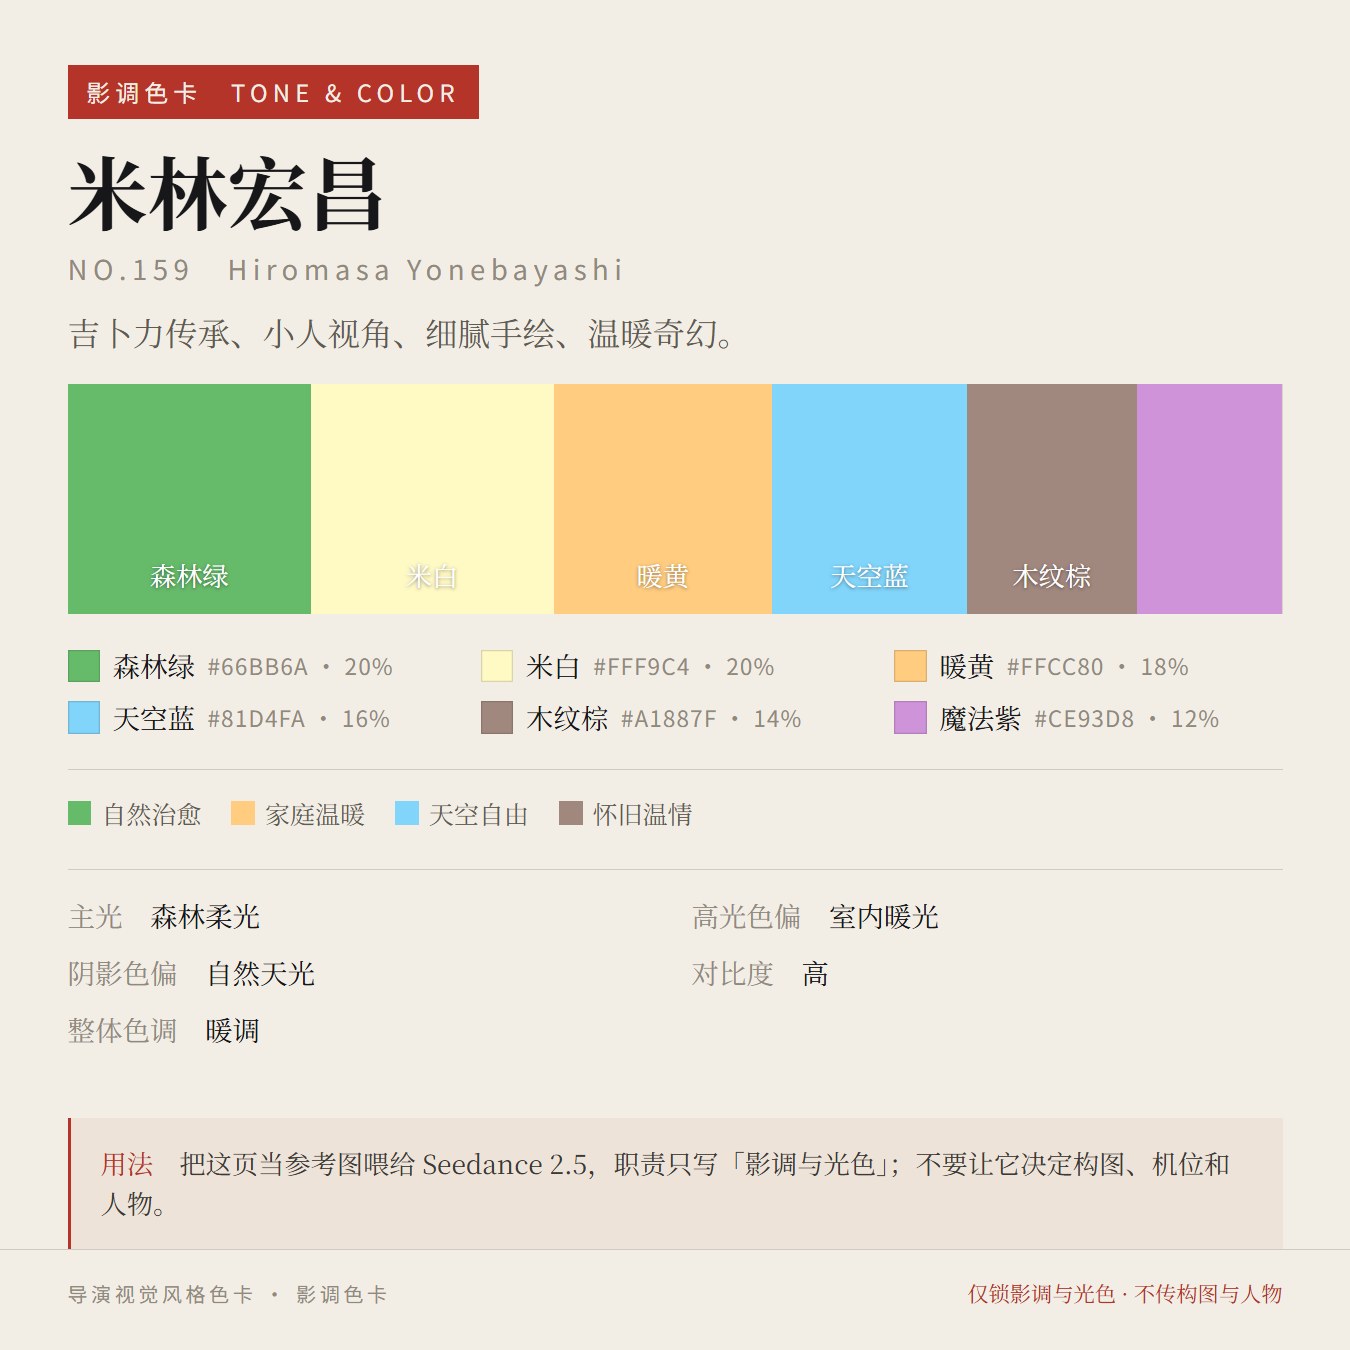 影调色卡 TONE & COLOR
米林宏昌
NO.159 Hiromasa Yonebayashi
吉卜力传承、小人视角、细腻手绘、温暖奇幻。
森林绿 米白 暖黄 天空蓝 木纹棕
森林绿 #66BB6A • 20% 米白 #FFF9C4 • 20% 暖黄 #FFCC80 • 18%
天空蓝 #81D4FA • 16% 木纹棕 #A1887F • 14% 魔法紫 #CE93D8 • 12%
自然治愈 家庭温暖 天空自由 怀旧温情
主光 森林柔光 高光色偏 室内暖光
阴影色偏 自然天光 对比度 高
整体色调 暖调
用法 把这页当参考图喂给 Seedance 2.5，职责只写「影调与光色」；不要让它决定构图、机位和
人物。
导演视觉风格色卡 • 影调色卡 仅锁影调与光色 · 不传构图与人物